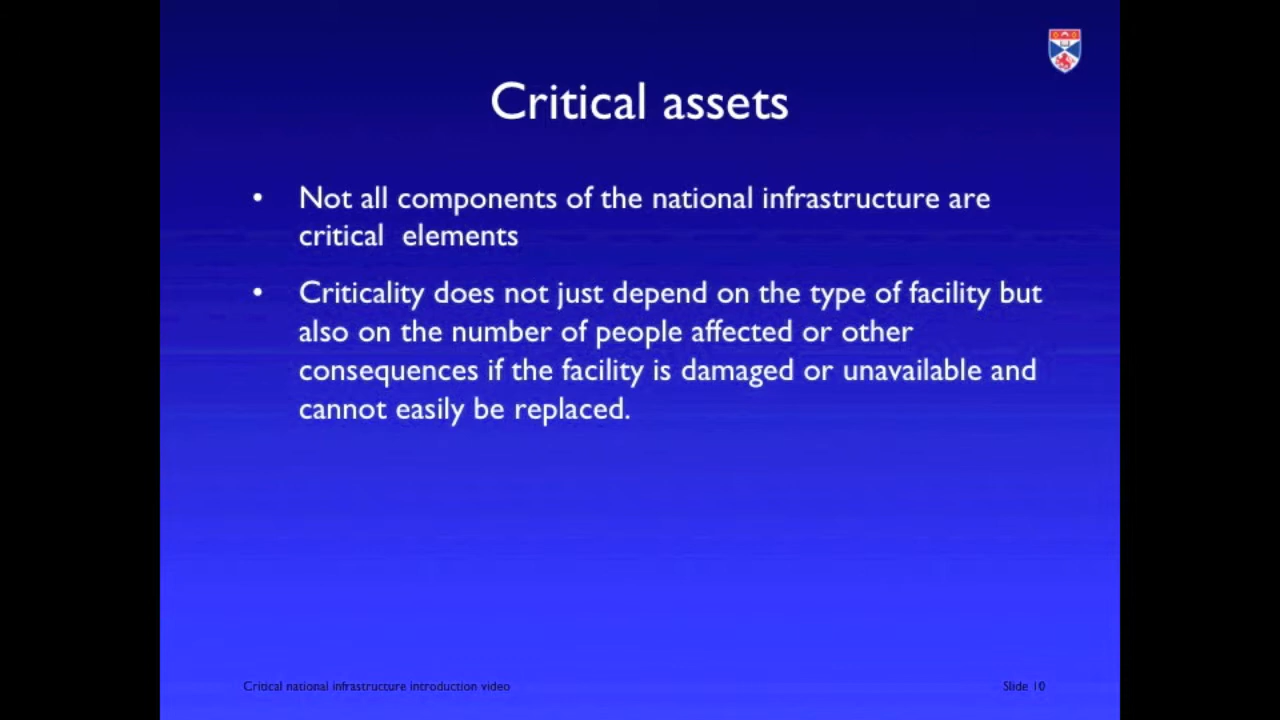 Critical assets
• Not all components of the national infrastructure are
critical  elements
• Criticality does not just depend on the type of facility but
also on the number of people affected or other
consequences if the facility is damaged or unavailable and
cannot easily be replaced.
Critical national infrastructure introduction video
Slide 10